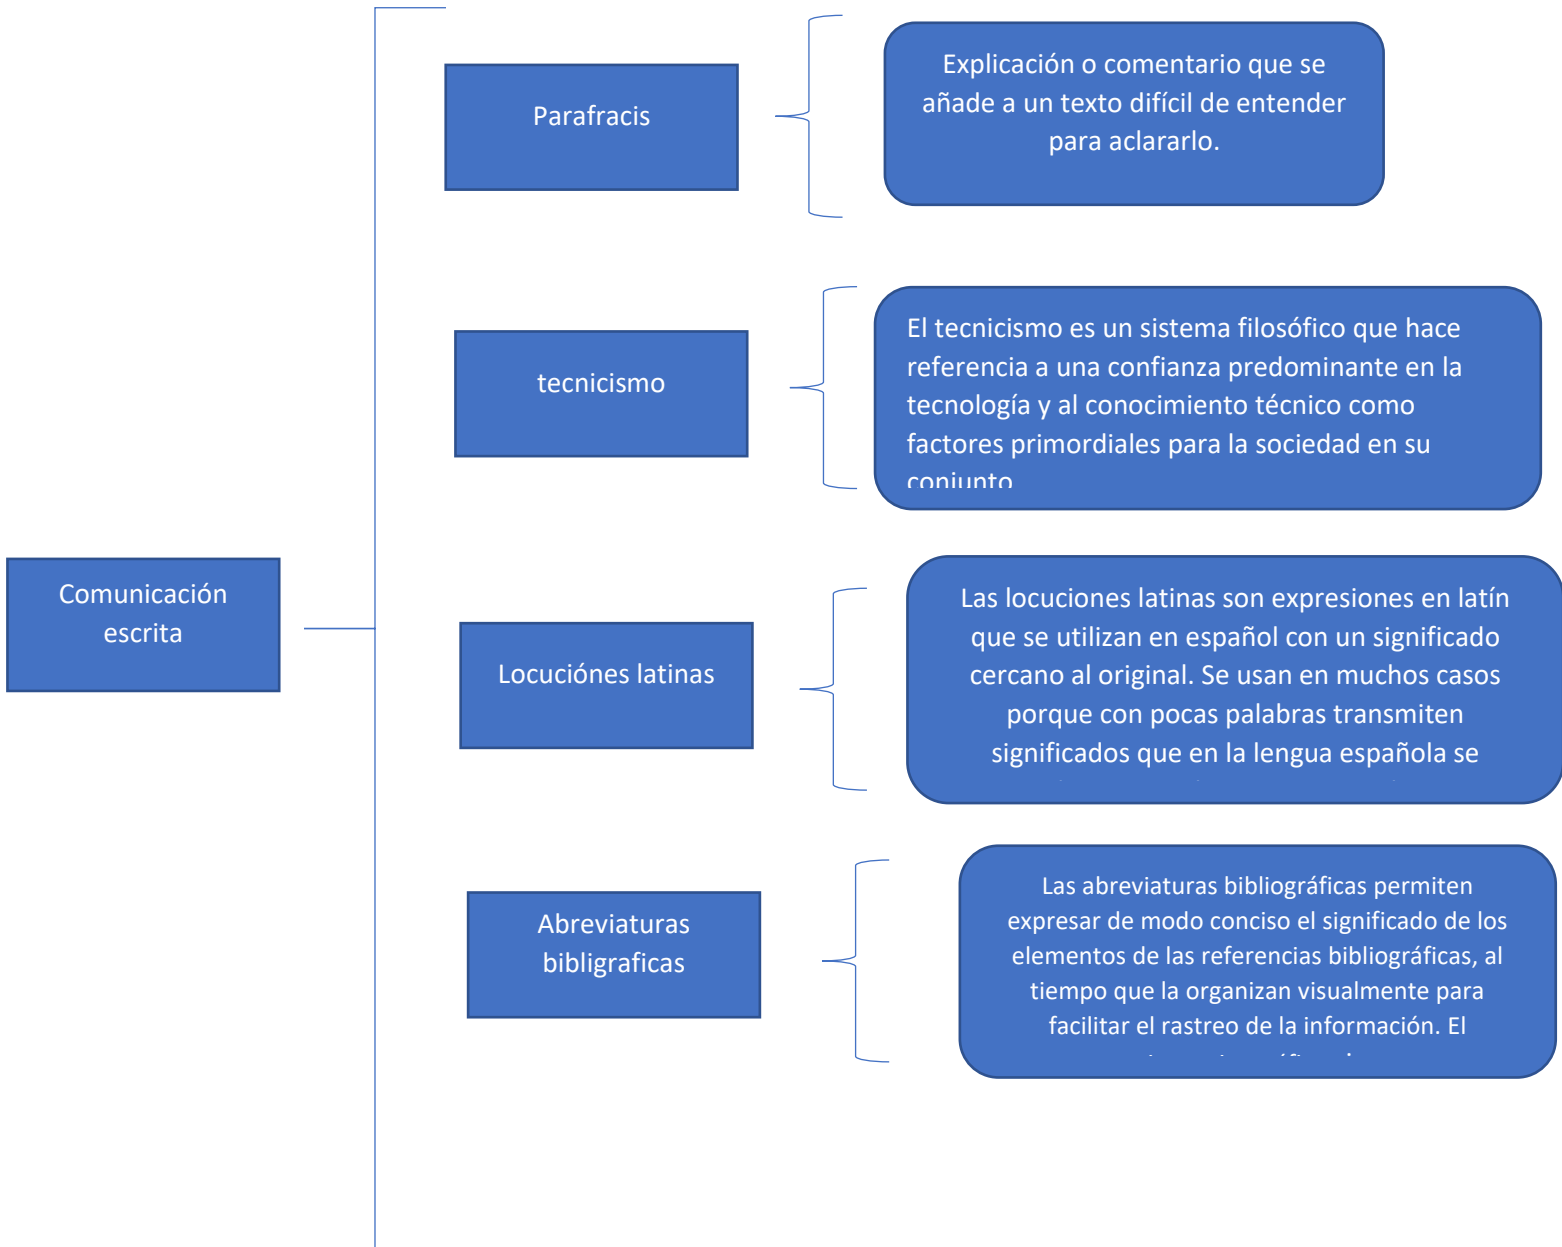 Parafracis
Explicación o comentario que se
añade a un texto difícil de entender
para aclararlo.
tecnicismo
El tecnicismo es un sistema filosófico que hace
referencia a una confianza predominante en la
tecnología y al conocimiento técnico como
factores primordiales para la sociedad en su
conjunto
Comunicación
escrita
Locuciónes latinas
Las locuciones latinas son expresiones en latín
que se utilizan en español con un significado
cercano al original. Se usan en muchos casos
porque con pocas palabras transmiten
significados que en la lengua española se
Abreviaturas
bibligraficas
Las abreviaturas bibliográficas permiten
expresar de modo conciso el significado de los
elementos de las referencias bibliográficas, al
tiempo que la organizan visualmente para
facilitar el rastreo de la información. El